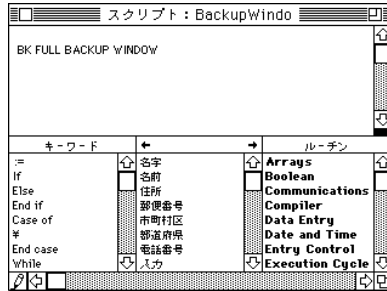 スクリプト：BackupWindo
BK FULL BACKUP WINDOW
キーワード
:=
If
Else
End if
Case of
¥
End case
While
← →
名字
名前
住所
郵便番号
市町村区
都道府県
電話番号
入力
ルーチン
Arrays
Boolean
Communications
Compiler
Data Entry
Date and Time
Entry Control
Execution Cycle